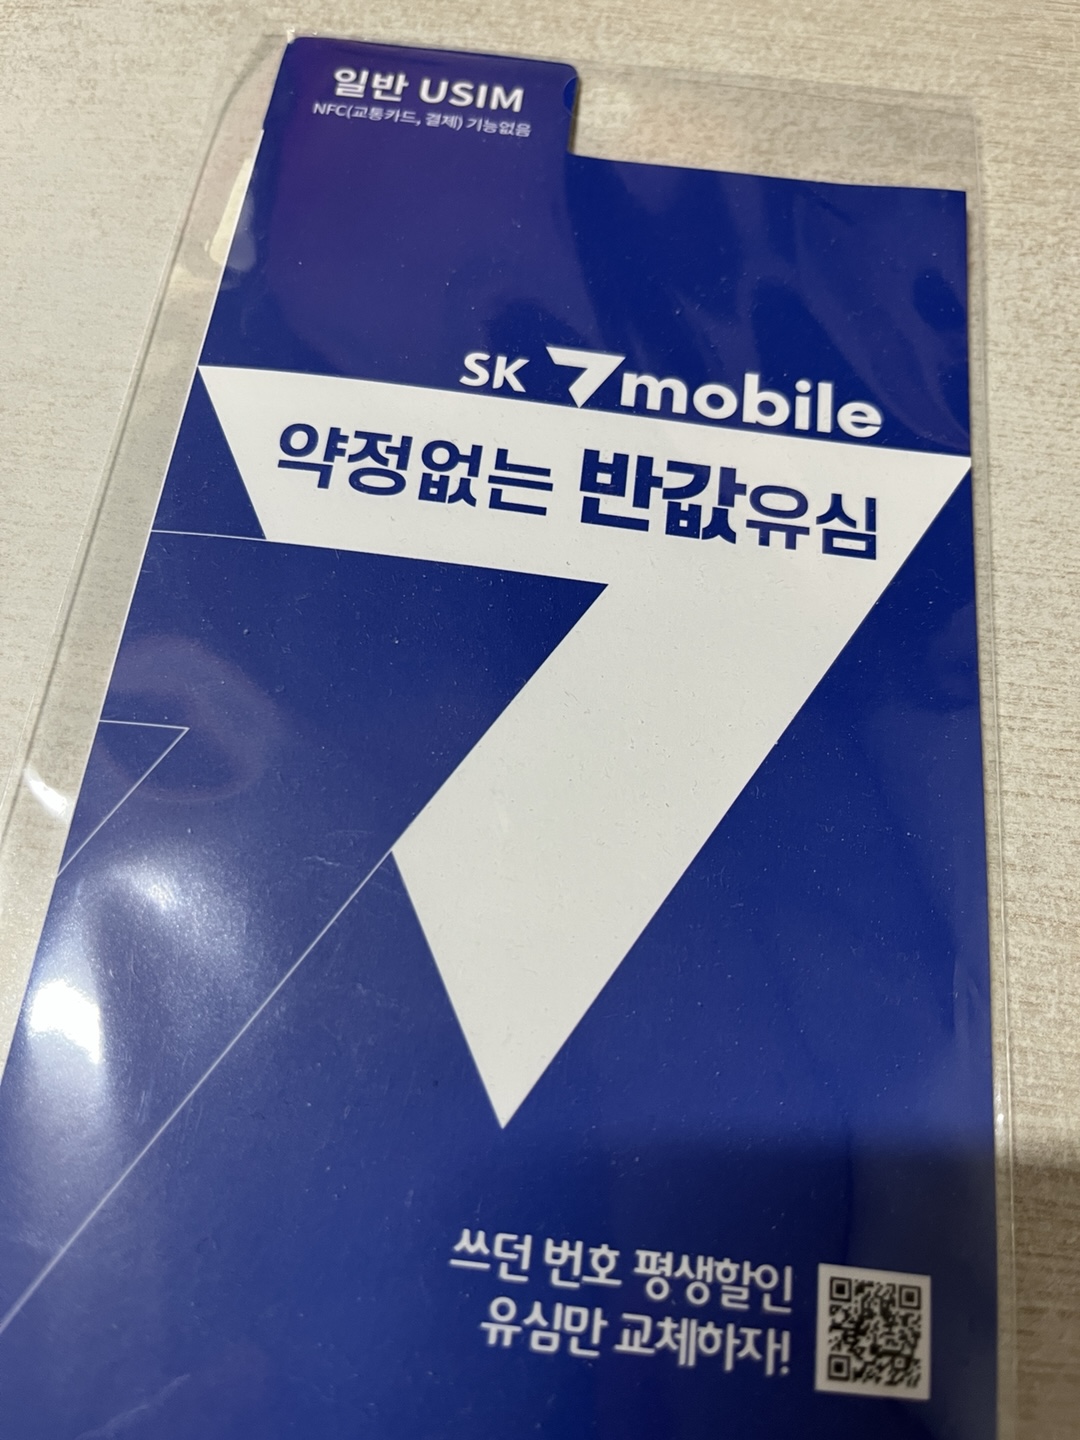 일반 USIM
NFC(교통카드, 결제) 기능없음
SK 7mobile
약정없는 반값유심
쓰던 번호 평생할인
유심만 교체하자!